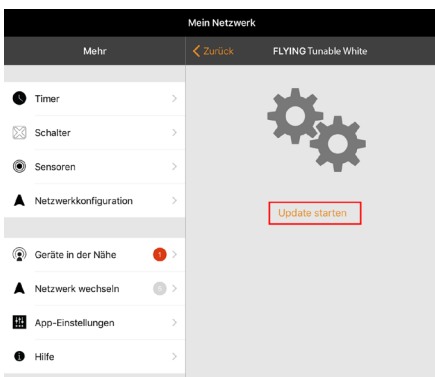 Mein Netzwerk
Mehr
Zurück
FLYING Tunable White
Timer
Schalter
Sensoren
Netzwerkkonfiguration
Geräte in der Nähe
1
Netzwerk wechseln
App-Einstellungen
Hilfe
Update starten